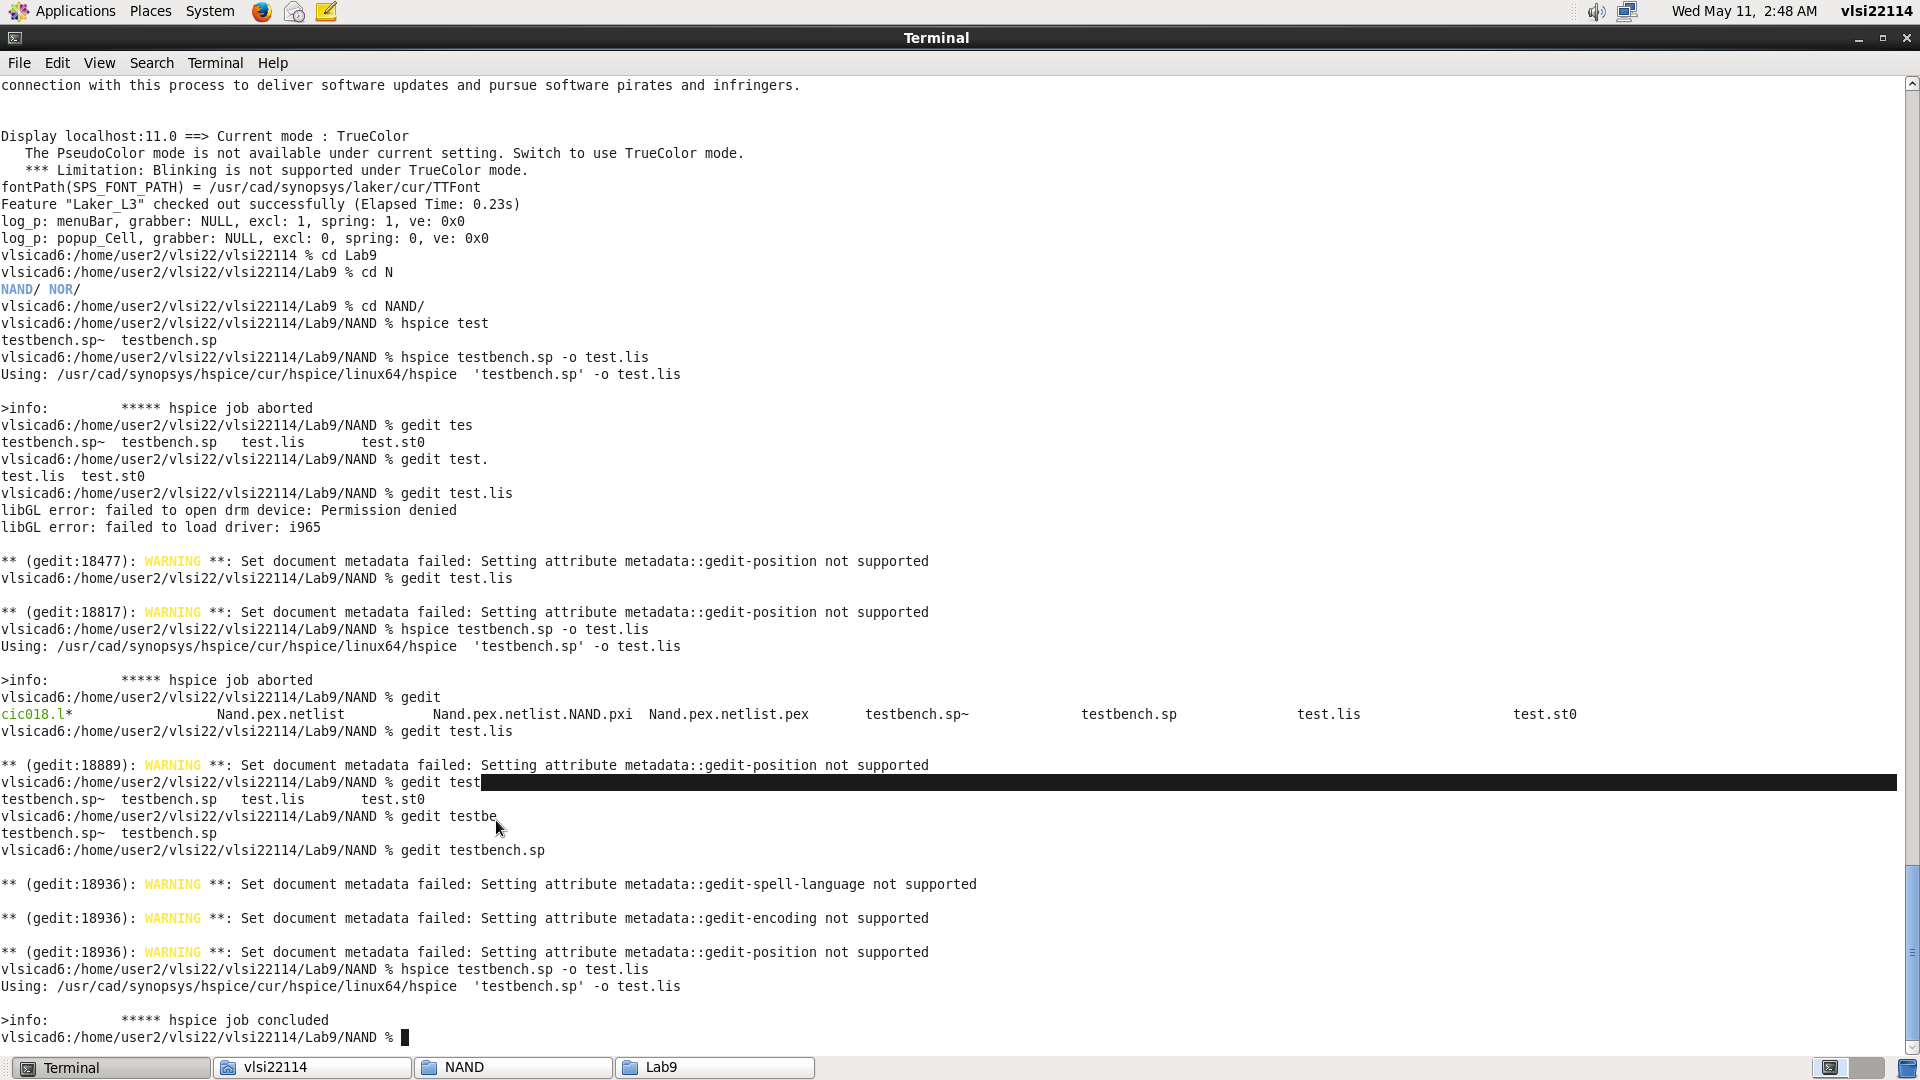 Applications Places System Wed May 11, 2:48 AM vlsi22114
Terminal
File Edit View Search Terminal Help
connection with this process to deliver software updates and pursue software pirates and infringers.
Display localhost:11.0 ==> Current mode : TrueColor
The PseudoColor mode is not available under current setting. Switch to use TrueColor mode.
*** Limitation: Blinking is not supported under TrueColor mode.
fontPath(SPS_FONT_PATH) = /usr/cad/synopsys/laker/cur/TTFont
Feature "Laker_L3" checked out successfully (Elapsed Time: 0.23s)
log_p: menuBar, grabber: NULL, excl: 1, spring: 1, ve: 0x0
log_p: popup_Cell, grabber: NULL, excl: 0, spring: 0, ve: 0x0
vlsicad6:/home/user2/vlsi22/vlsi22114 % cd Lab9
vlsicad6:/home/user2/vlsi22/vlsi22114/Lab9 % cd N
NAND/ NOR/
vlsicad6:/home/user2/vlsi22/vlsi22114/Lab9 % cd NAND/
vlsicad6:/home/user2/vlsi22/vlsi22114/Lab9/NAND % hspice test
testbench.sp~  testbench.sp
vlsicad6:/home/user2/vlsi22/vlsi22114/Lab9/NAND % hspice testbench.sp -o test.lis
Using: /usr/cad/synopsys/hspice/cur/hspice/linux64/hspice  'testbench.sp' -o test.lis
>info:         ***** hspice job aborted
vlsicad6:/home/user2/vlsi22/vlsi22114/Lab9/NAND % gedit tes
testbench.sp~  testbench.sp   test.lis       test.st0
vlsicad6:/home/user2/vlsi22/vlsi22114/Lab9/NAND % gedit test.
test.lis  test.st0
vlsicad6:/home/user2/vlsi22/vlsi22114/Lab9/NAND % gedit test.lis
libGL error: failed to open drm device: Permission denied
libGL error: failed to load driver: i965
** (gedit:18477): WARNING **: Set document metadata failed: Setting attribute metadata::gedit-position not supported
vlsicad6:/home/user2/vlsi22/vlsi22114/Lab9/NAND % gedit test.lis
** (gedit:18817): WARNING **: Set document metadata failed: Setting attribute metadata::gedit-position not supported
vlsicad6:/home/user2/vlsi22/vlsi22114/Lab9/NAND % hspice testbench.sp -o test.lis
Using: /usr/cad/synopsys/hspice/cur/hspice/linux64/hspice  'testbench.sp' -o test.lis
>info:         ***** hspice job aborted
vlsicad6:/home/user2/vlsi22/vlsi22114/Lab9/NAND % gedit
cic018.l*  Nand.pex.netlist  Nand.pex.netlist.NAND.pxi  Nand.pex.netlist.pex  testbench.sp~  testbench.sp  test.lis  test.st0
vlsicad6:/home/user2/vlsi22/vlsi22114/Lab9/NAND % gedit test.lis
** (gedit:18889): WARNING **: Set document metadata failed: Setting attribute metadata::gedit-position not supported
vlsicad6:/home/user2/vlsi22/vlsi22114/Lab9/NAND % gedit test
testbench.sp~  testbench.sp   test.lis       test.st0
vlsicad6:/home/user2/vlsi22/vlsi22114/Lab9/NAND % gedit testbe
testbench.sp~  testbench.sp
vlsicad6:/home/user2/vlsi22/vlsi22114/Lab9/NAND % gedit testbench.sp
** (gedit:18936): WARNING **: Set document metadata failed: Setting attribute metadata::gedit-spell-language not supported
** (gedit:18936): WARNING **: Set document metadata failed: Setting attribute metadata::gedit-encoding not supported
** (gedit:18936): WARNING **: Set document metadata failed: Setting attribute metadata::gedit-position not supported
vlsicad6:/home/user2/vlsi22/vlsi22114/Lab9/NAND % hspice testbench.sp -o test.lis
Using: /usr/cad/synopsys/hspice/cur/hspice/linux64/hspice  'testbench.sp' -o test.lis
>info:         ***** hspice job concluded
vlsicad6:/home/user2/vlsi22/vlsi22114/Lab9/NAND %
Terminal vlsi22114 NAND Lab9